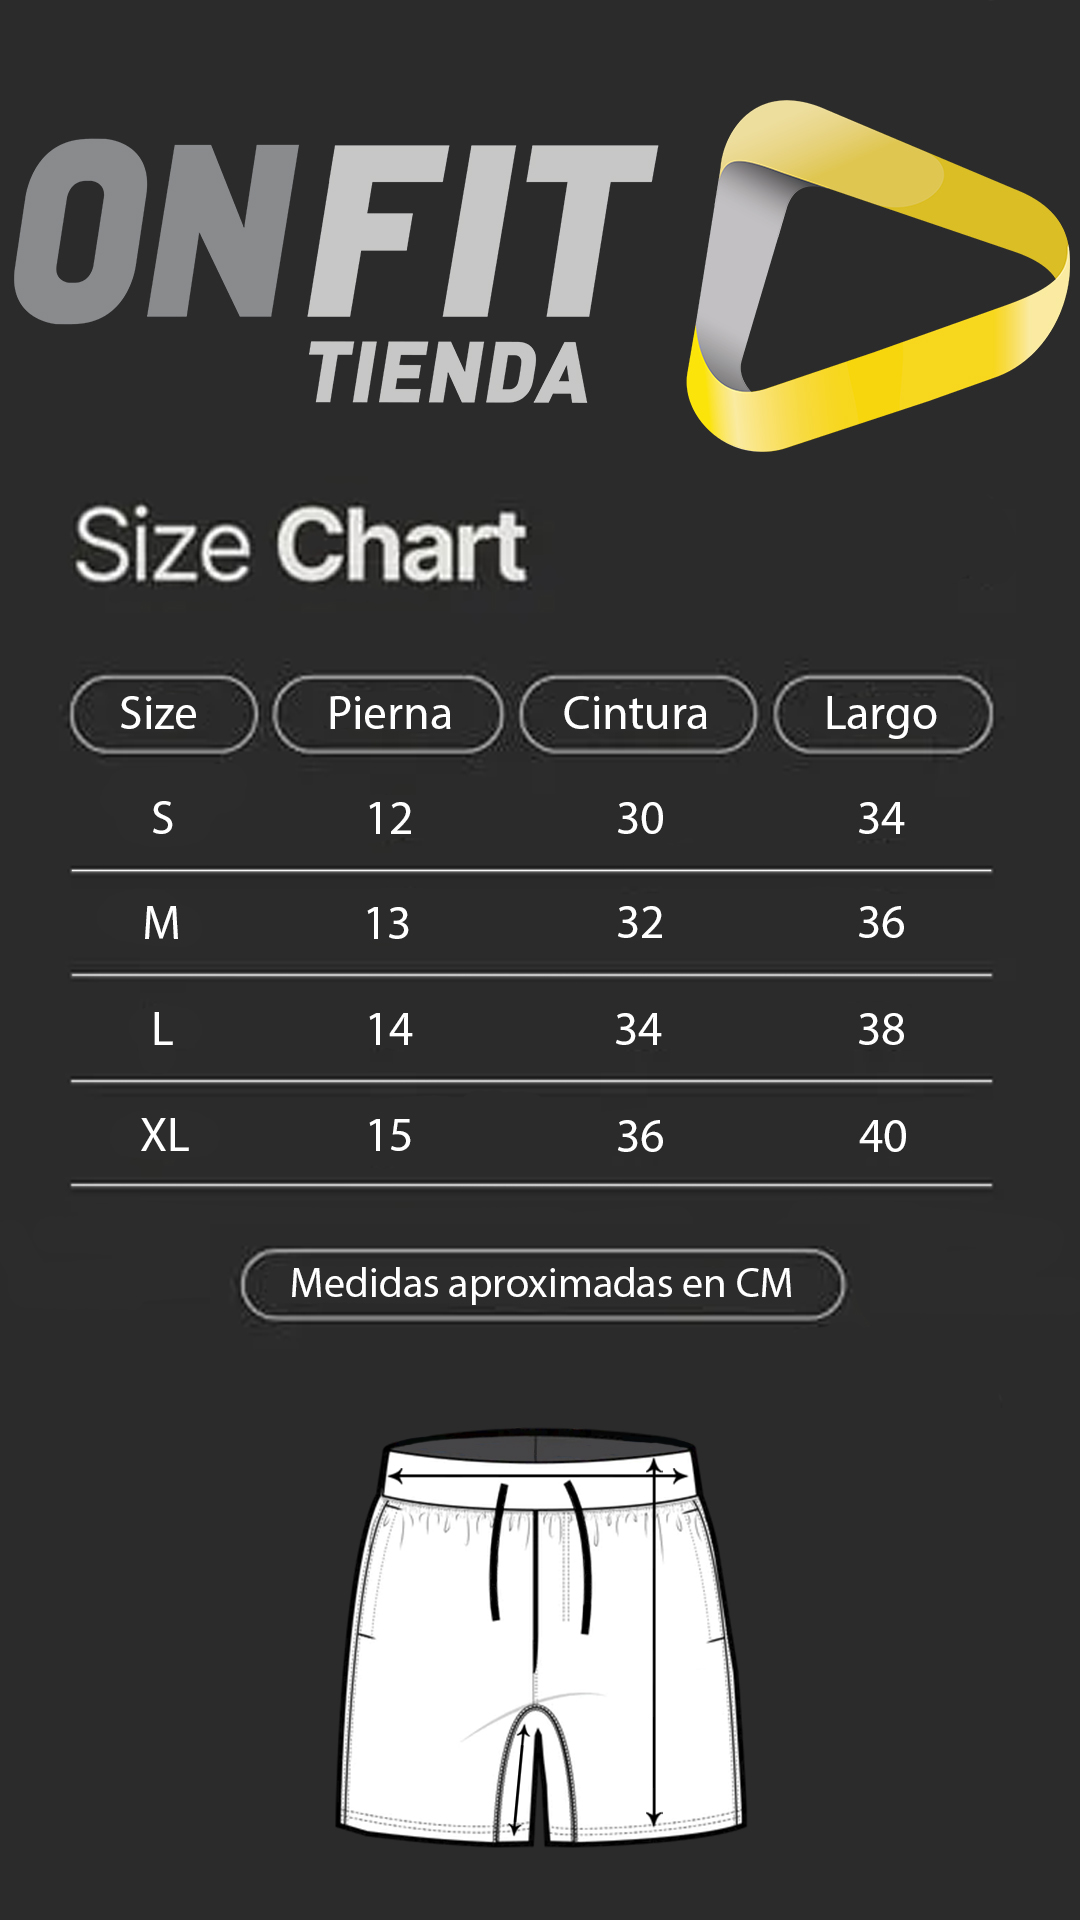 ONFIT
TIENDA
Size Chart
Size Pierna Cintura Largo
S 12 30 34
M 13 32 36
L 14 34 38
XL 15 36 40
Medidas aproximadas en CM